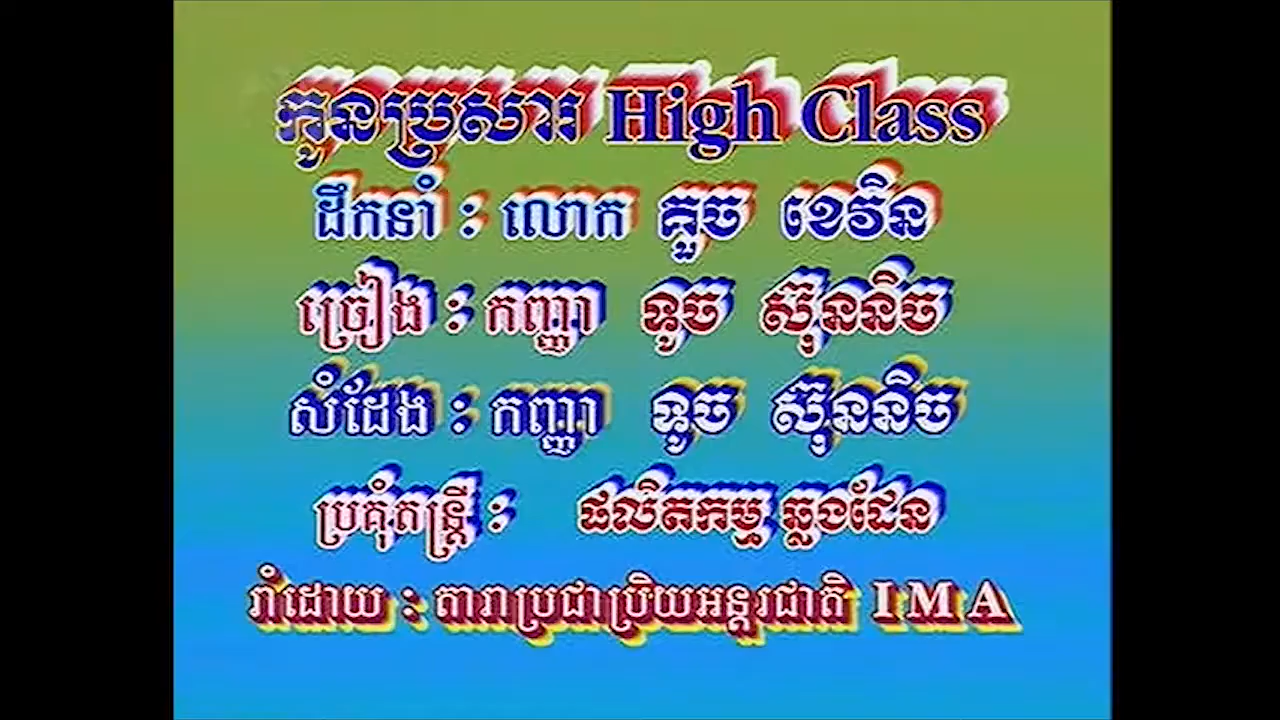 កូនប្រសារ High Class
ដឹកនាំ : លោក គួច ខេវិន
ច្រៀង : កញ្ញា ទូច ស៊ុននិច
សំដែង : កញ្ញា ទូច ស៊ុននិច
ប្រគុំតន្ត្រី : ផលិតកម្ម ឆ្លងដែន
រាំដោយ : តារាប្រជាប្រិយអន្តរជាតិ IMA